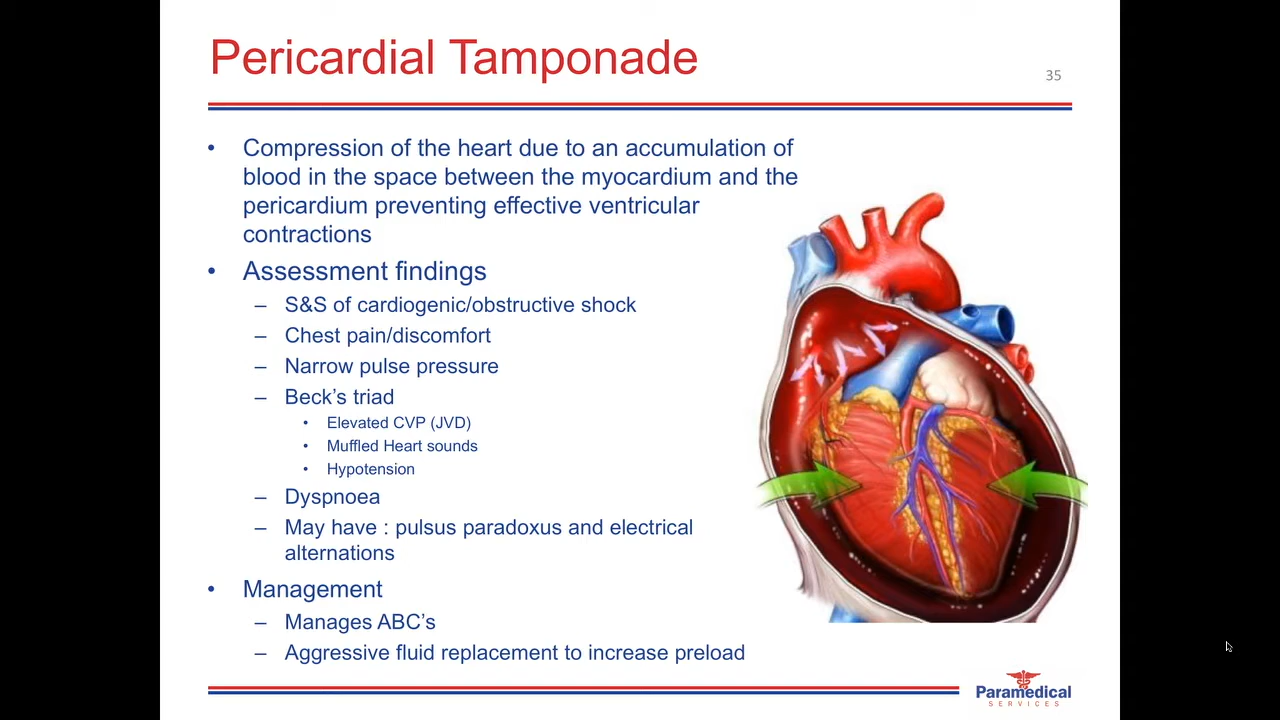 Pericardial Tamponade
35
• Compression of the heart due to an accumulation of
blood in the space between the myocardium and the
pericardium preventing effective ventricular
contractions
• Assessment findings
– S&S of cardiogenic/obstructive shock
– Chest pain/discomfort
– Narrow pulse pressure
– Beck’s triad
• Elevated CVP (JVD)
• Muffled Heart sounds
• Hypotension
– Dyspnoea
– May have : pulsus paradoxus and electrical
alternations
• Management
– Manages ABC’s
– Aggressive fluid replacement to increase preload
Paramedical
SERVICES